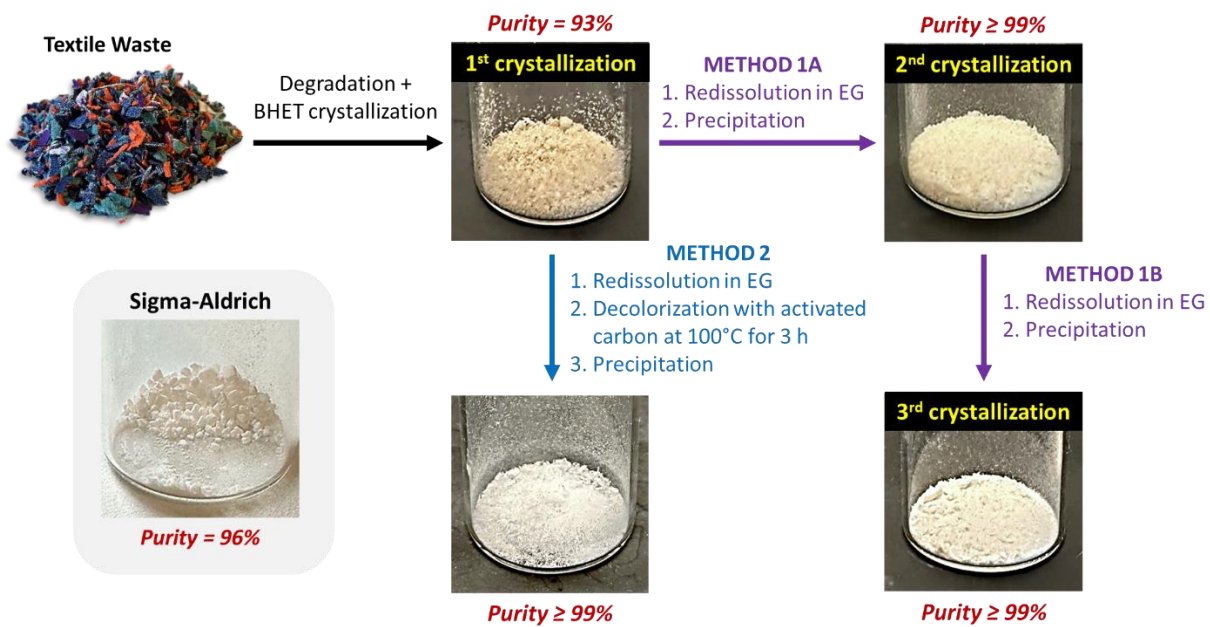 Textile Waste
Degradation +
BHET crystallization
Purity = 93%
1st crystallization
METHOD 1A
1. Redissolution in EG
2. Precipitation
Purity ≥ 99%
2nd crystallization
METHOD 2
1. Redissolution in EG
2. Decolorization with activated
carbon at 100°C for 3 h
3. Precipitation
METHOD 1B
1. Redissolution in EG
2. Precipitation
Sigma-Aldrich
Purity = 96%
Purity ≥ 99%
3rd crystallization
Purity ≥ 99%